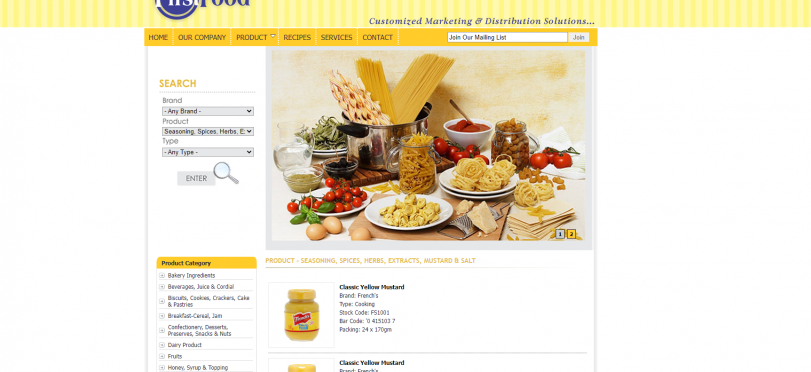 Food
Customized Marketing & Distribution Solutions...
HOME OUR COMPANY PRODUCT RECIPES SERVICES CONTACT
Join Our Mailing List Join
SEARCH
Brand
- Any Brand -
Product
Seasoning, Spices, Herbs, E
Type
- Any Type -
ENTER
1 2
Product Category
Bakery Ingredients
Beverages, Juice & Cordial
Biscuits, Cookies, Crackers, Cake
& Pastries
Breakfast-Cereal, Jam
Confectionery, Desserts,
Preserves, Snacks & Nuts
Dairy Product
Fruits
Honey, Syrup & Topping
PRODUCT - SEASONING, SPICES, HERBS, EXTRACTS, MUSTARD & SALT
French's
Classic Yellow Mustard
Brand: French's
Type: Cooking
Stock Code: FS1001
Bar Code: '0 415103 7
Packing: 24 x 170gm
Classic Yellow Mustard
Brand: French's